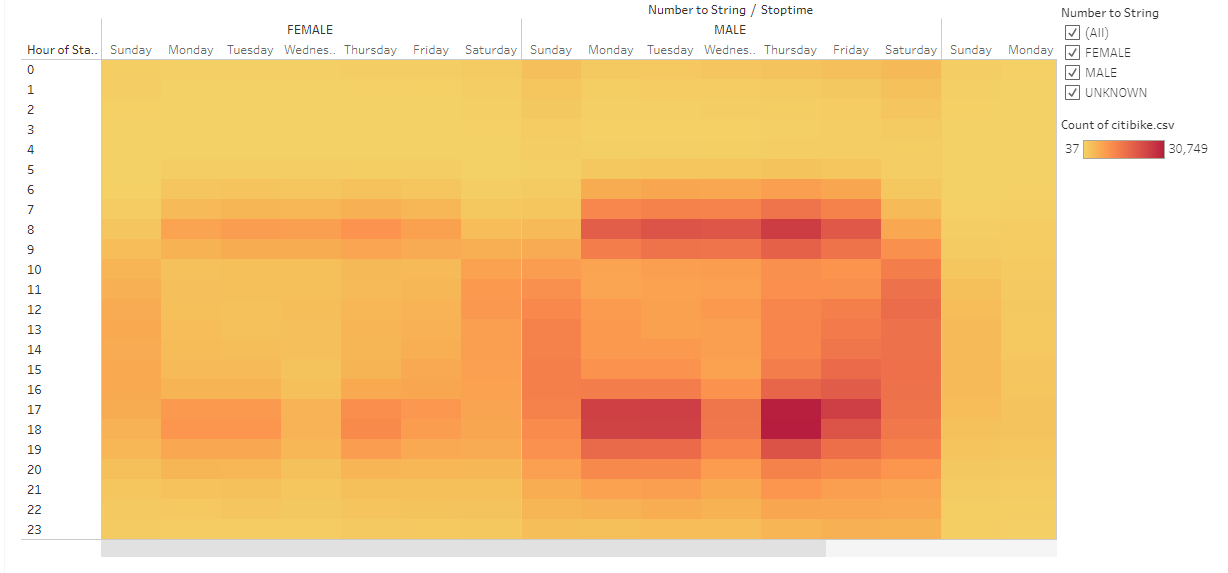 Number to String / Stoptime
FEMALE MALE
Hour of Sta.. Sunday Monday Tuesday Wednes.. Thursday Friday Saturday Sunday Monday Tuesday Wednes.. Thursday Friday Saturday Sunday Monday
0
1
2
3
4
5
6
7
8
9
10
11
12
13
14
15
16
17
18
19
20
21
22
23
Number to String
(All)
FEMALE
MALE
UNKNOWN
Count of citibike.csv
37 30,749